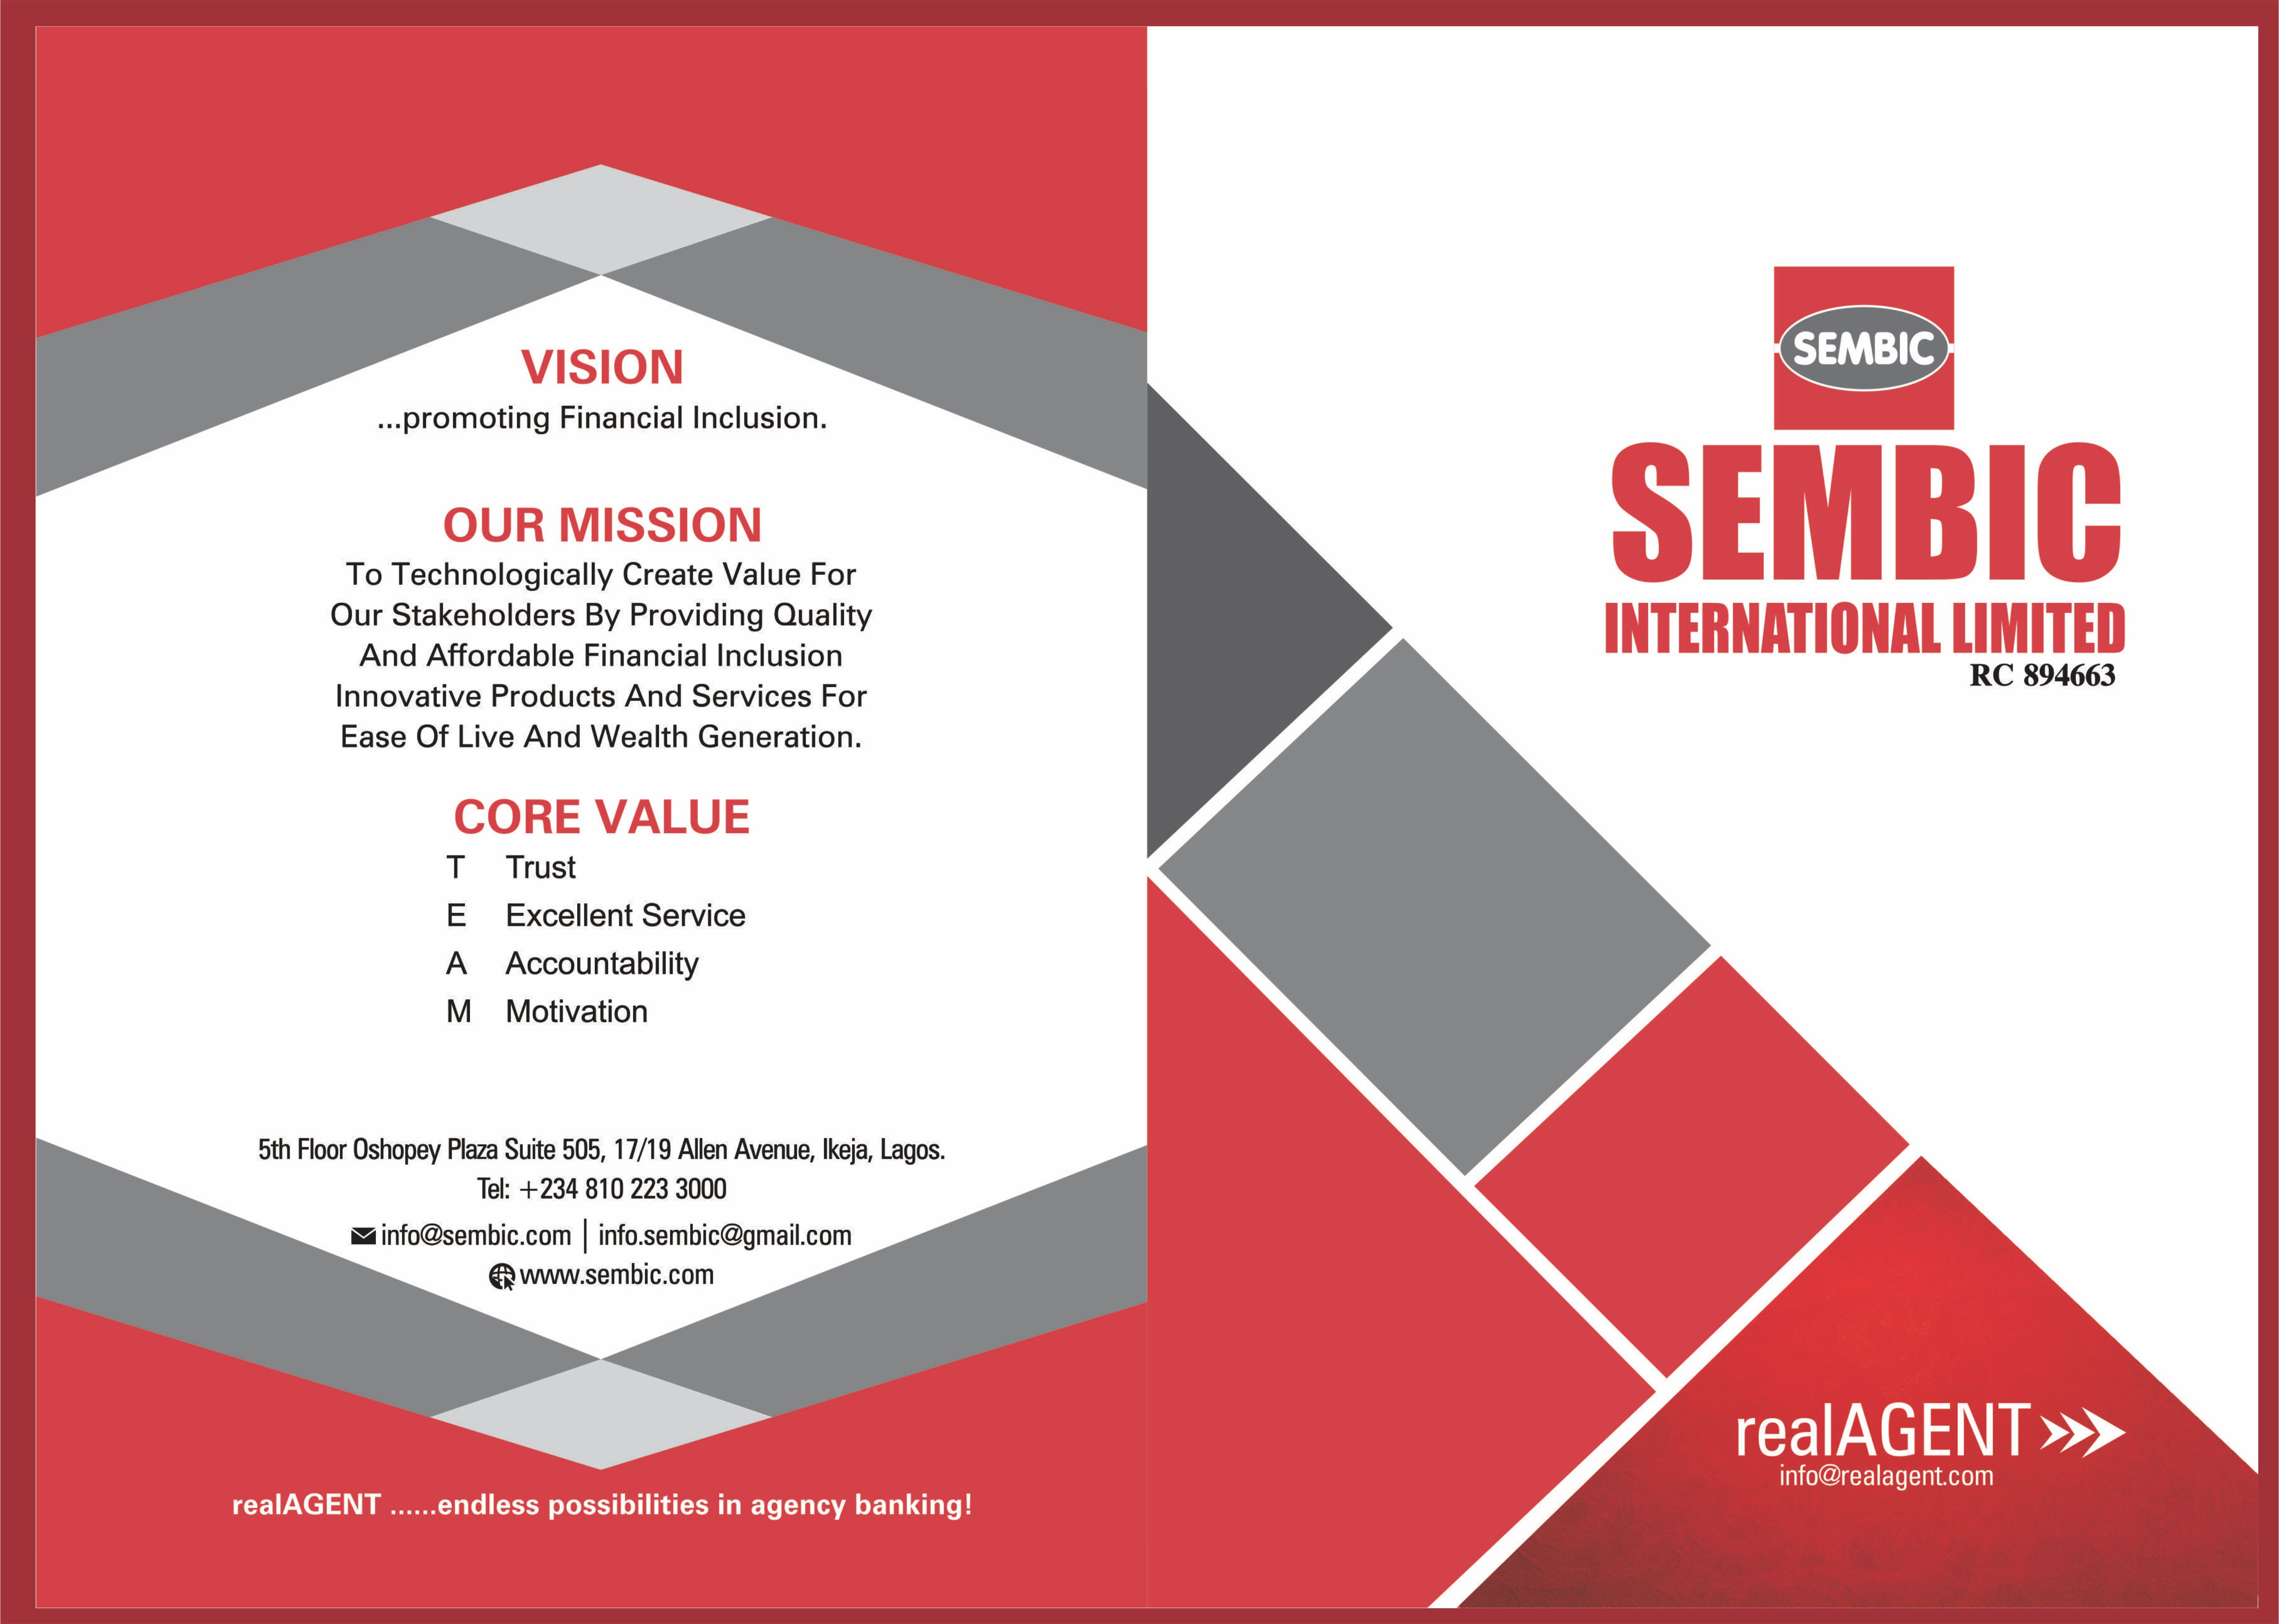 VISION
...promoting Financial Inclusion.
OUR MISSION
To Technologically Create Value For
Our Stakeholders By Providing Quality
And Affordable Financial Inclusion
Innovative Products And Services For
Ease Of Live And Wealth Generation.
CORE VALUE
T Trust
E Excellent Service
A Accountability
M Motivation
5th Floor Oshopey Plaza Suite 505, 17/19 Allen Avenue, Ikeja, Lagos.
Tel: +234 810 223 3000
info@sembic.com | info.sembic@gmail.com
www.sembic.com
realAGENT ......endless possibilities in agency banking!
SEMBIC
SEMBIC
INTERNATIONAL LIMITED
RC 894663
realAGENT
info@realagent.com